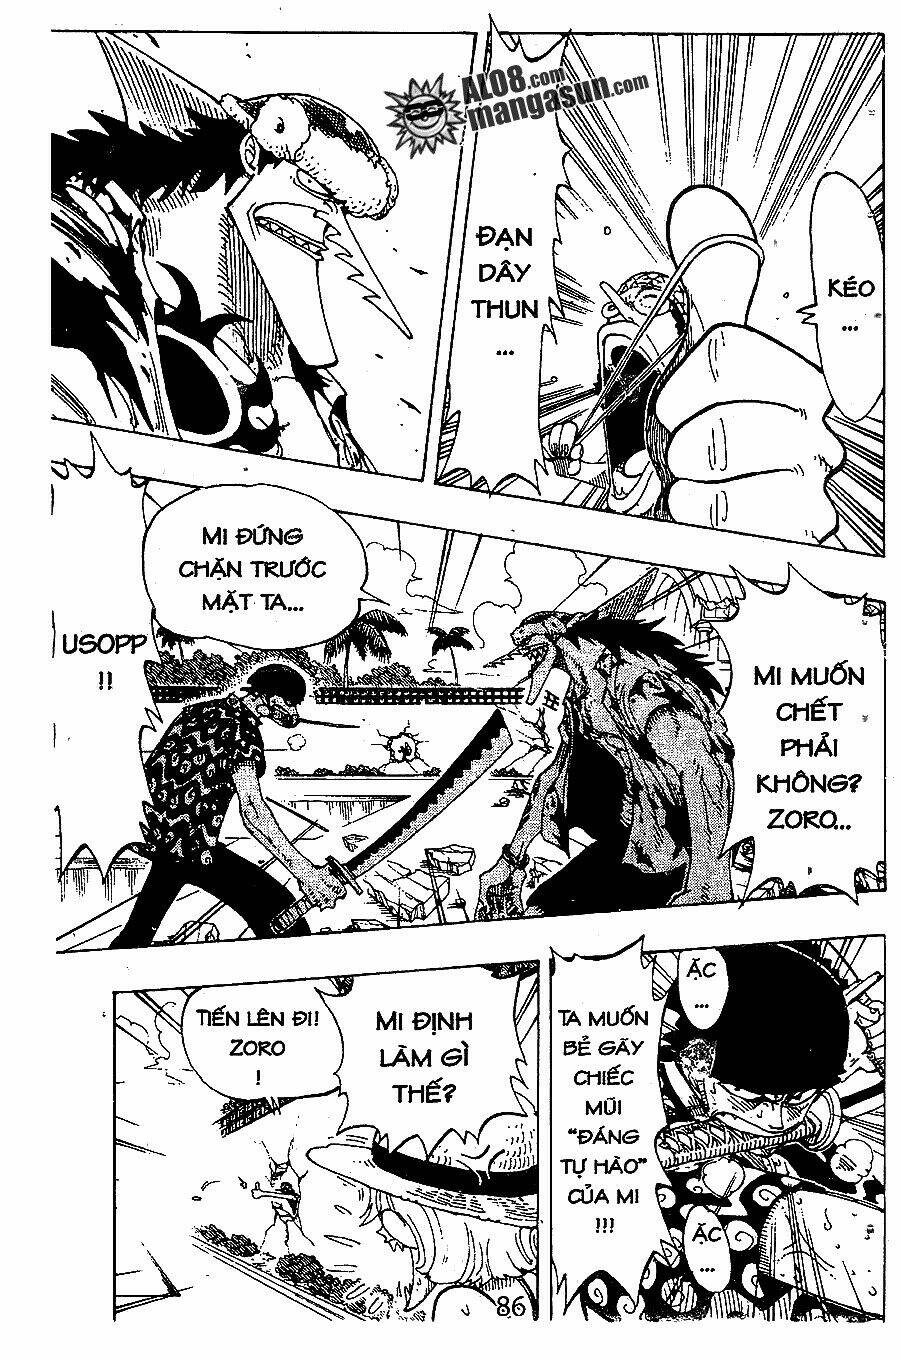 AL08.com
mangasun.com
KÉO
...
ĐẠN
DÂY
THUN
...
MI MUỐN
CHẾT
PHẢI
KHÔNG?
ZORO...
MI ĐỨNG
CHẶN TRƯỚC
MẶT TA...
USOPP
!!
ẶC
...
TA MUỐN
BẺ GÃY
CHIẾC
MŨI
“ĐÁNG
TỰ HÀO”
CỦA MI
!!!
ẶC
...
MI ĐỊNH
LÀM GÌ
THẾ?
TIẾN LÊN ĐI!
ZORO
!
86